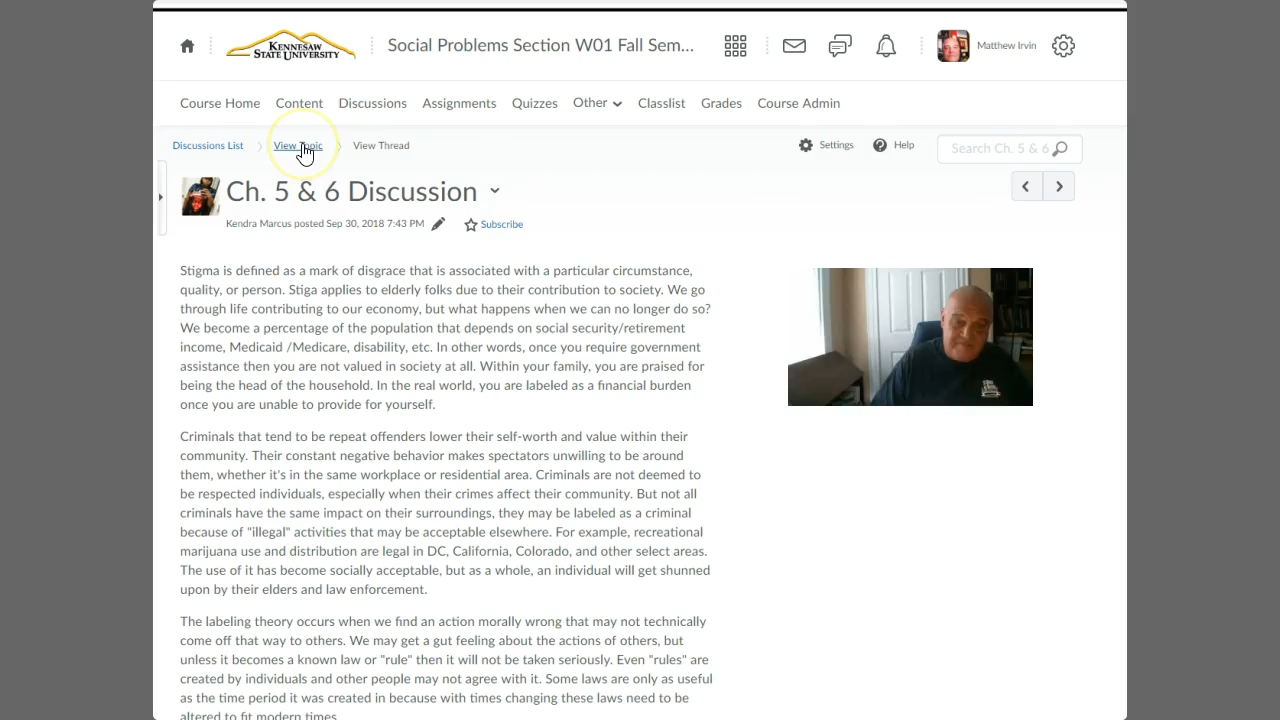 KENNESAW
STATE UNIVERSITY
Social Problems Section W01 Fall Sem...
Matthew Irvin
Course Home Content Discussions Assignments Quizzes Other Classlist Grades Course Admin
Discussions List View Topic View Thread Settings Help Search Ch. 5 & 6
Ch. 5 & 6 Discussion
Kendra Marcus posted Sep 30, 2018 7:43 PM Subscribe
Stigma is defined as a mark of disgrace that is associated with a particular circumstance,
quality, or person. Stiga applies to elderly folks due to their contribution to society. We go
through life contributing to our economy, but what happens when we can no longer do so?
We become a percentage of the population that depends on social security/retirement
income, Medicaid /Medicare, disability, etc. In other words, once you require government
assistance then you are not valued in society at all. Within your family, you are praised for
being the head of the household. In the real world, you are labeled as a financial burden
once you are unable to provide for yourself.
Criminals that tend to be repeat offenders lower their self-worth and value within their
community. Their constant negative behavior makes spectators unwilling to be around
them, whether it's in the same workplace or residential area. Criminals are not deemed to
be respected individuals, especially when their crimes affect their community. But not all
criminals have the same impact on their surroundings, they may be labeled as a criminal
because of "illegal" activities that may be acceptable elsewhere. For example, recreational
marijuana use and distribution are legal in DC, California, Colorado, and other select areas.
The use of it has become socially acceptable, but as a whole, an individual will get shunned
upon by their elders and law enforcement.
The labeling theory occurs when we find an action morally wrong that may not technically
come off that way to others. We may get a gut feeling about the actions of others, but
unless it becomes a known law or "rule" then it will not be taken seriously. Even "rules" are
created by individuals and other people may not agree with it. Some laws are only as useful
as the time period it was created in because with times changing these laws need to be
altered to fit modern times.